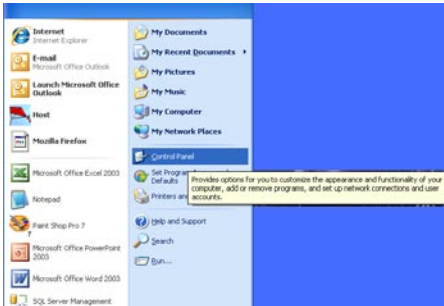 Internet
Internet Explorer
E-mail
Microsoft Office Outlook
Launch Microsoft Office
Outlook
Host
Mozilla Firefox
Microsoft Office Excel 2003
Notepad
Paint Shop Pro 7
Microsoft Office PowerPoint
2003
Microsoft Office Word 2003
SQL Server Management
My Documents
My Recent Documents
My Pictures
My Music
My Computer
My Network Places
Control Panel
Set Program
Defaults
Printers and
Help and Support
Search
Run...
Provides options for you to customize the appearance and functionality of your
computer, add or remove programs, and set up network connections and user
accounts.